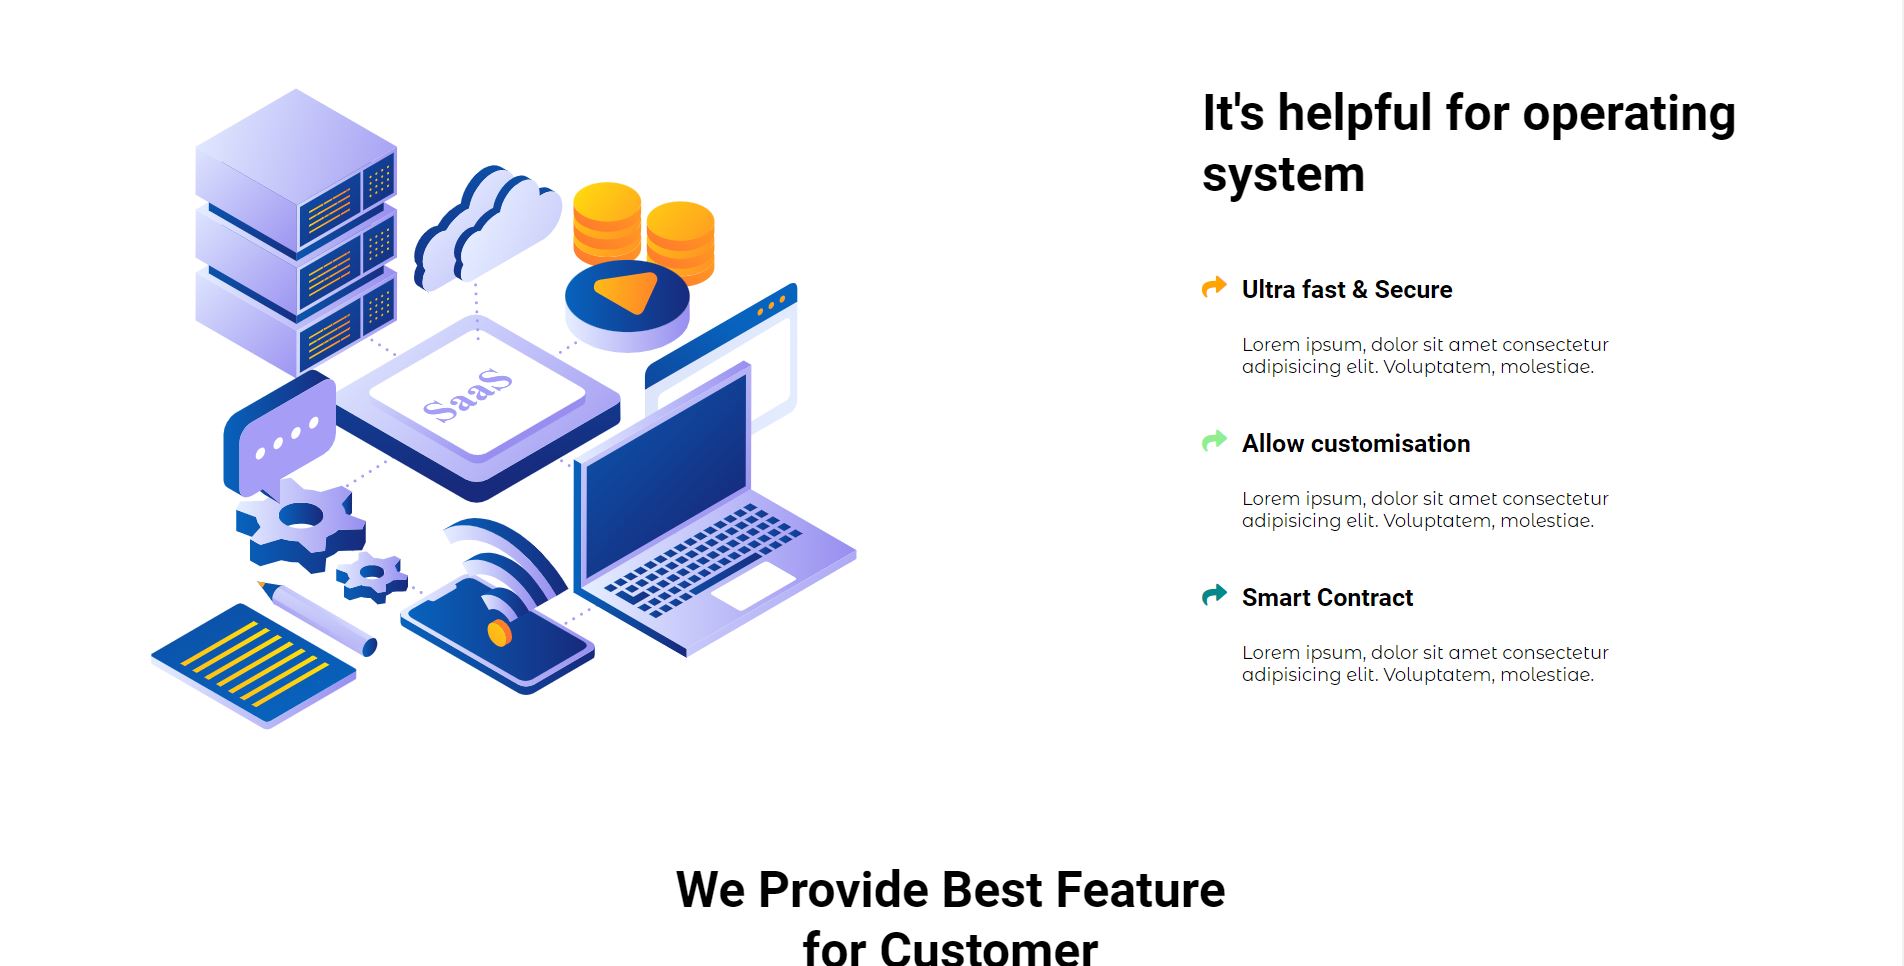 SaaS
It's helpful for operating
system
Ultra fast & Secure
Lorem ipsum, dolor sit amet consectetur
adipisicing elit. Voluptatem, molestiae.
Allow customisation
Lorem ipsum, dolor sit amet consectetur
adipisicing elit. Voluptatem, molestiae.
Smart Contract
Lorem ipsum, dolor sit amet consectetur
adipisicing elit. Voluptatem, molestiae.
We Provide Best Feature
for Customer